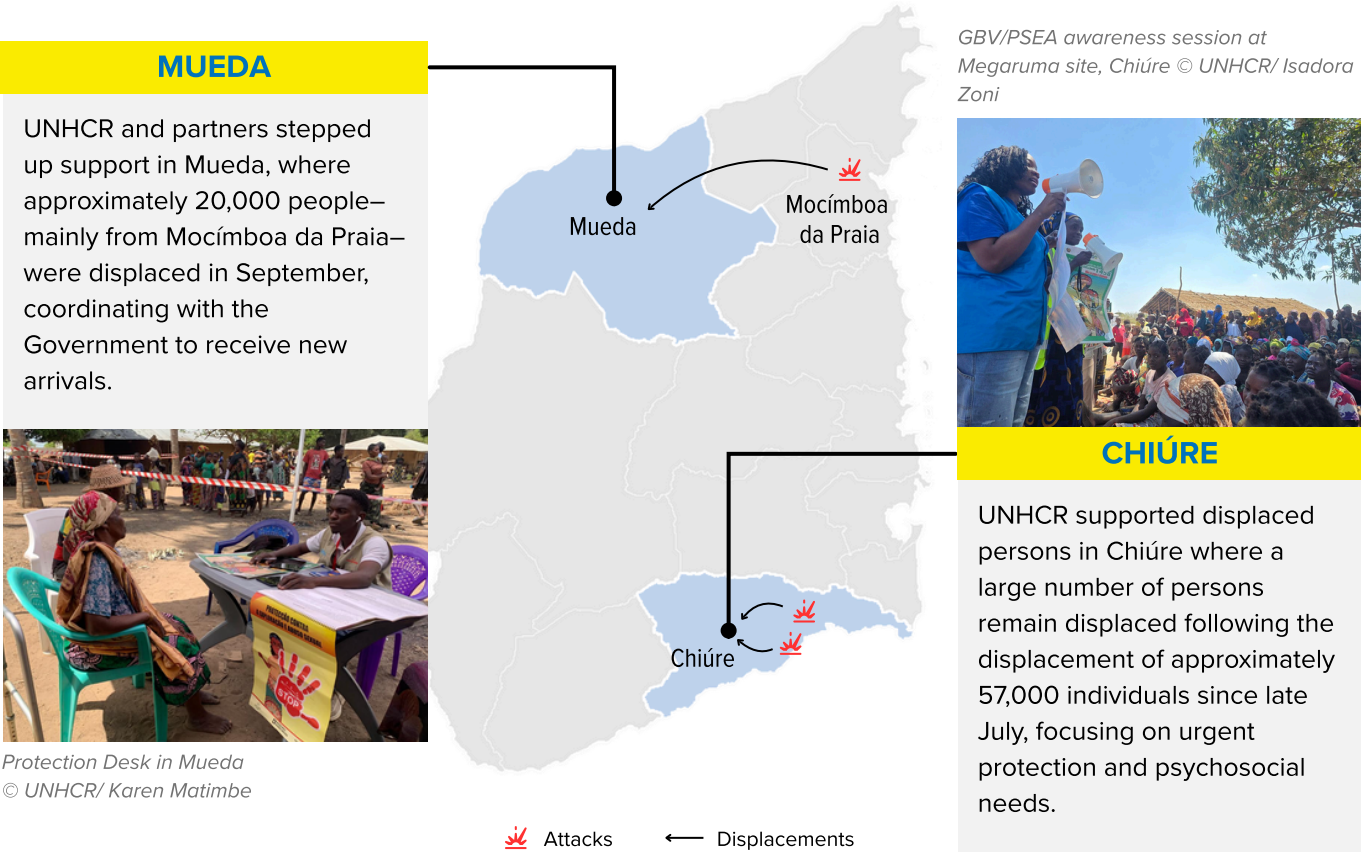 MUEDA
UNHCR and partners stepped
up support in Mueda, where
approximately 20,000 people–
mainly from Mocímboa da Praia–
were displaced in September,
coordinating with the
Government to receive new
arrivals.
PROTECÇÃO CONTRA
STOP
Protection Desk in Mueda
© UNHCR/ Karen Matimbe
Mueda
Mocímboa
da Praia
Chiúre
Attacks
Displacements
GBV/PSEA awareness session at
Megaruma site, Chiúre © UNHCR/ Isadora
Zoni
CHIÚRE
UNHCR supported displaced
persons in Chiúre where a
large number of persons
remain displaced following the
displacement of approximately
57,000 individuals since late
July, focusing on urgent
protection and psychosocial
needs.